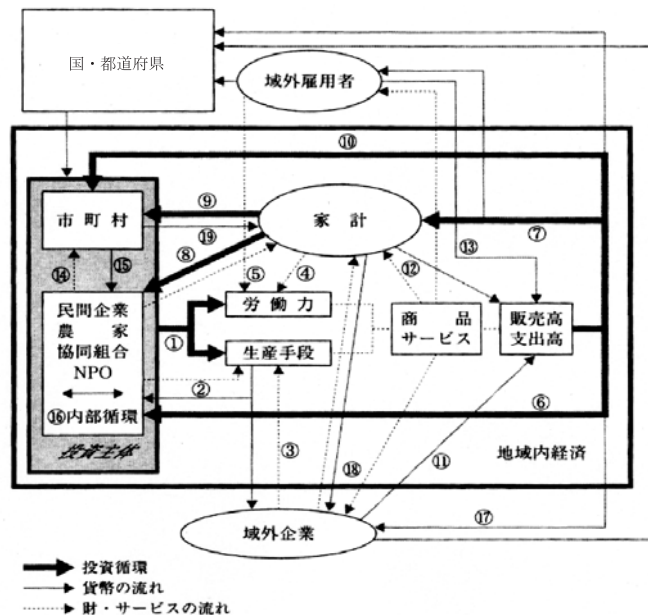 国・都道府県
域外雇用者
⑩
市町村
⑨
家 計
⑲
⑦
⑬
⑧
⑭
⑮
⑤
④
⑫
民間企業
農 家
協同組合
NPO
⑯内部循環
投資主体
①
労 働 力
生産手段
商 品
サービス
販売高
支出高
②
⑥
③
⑱
⑪
地域内経済
域外企業
⑰
投資循環
貨幣の流れ
財・サービスの流れ